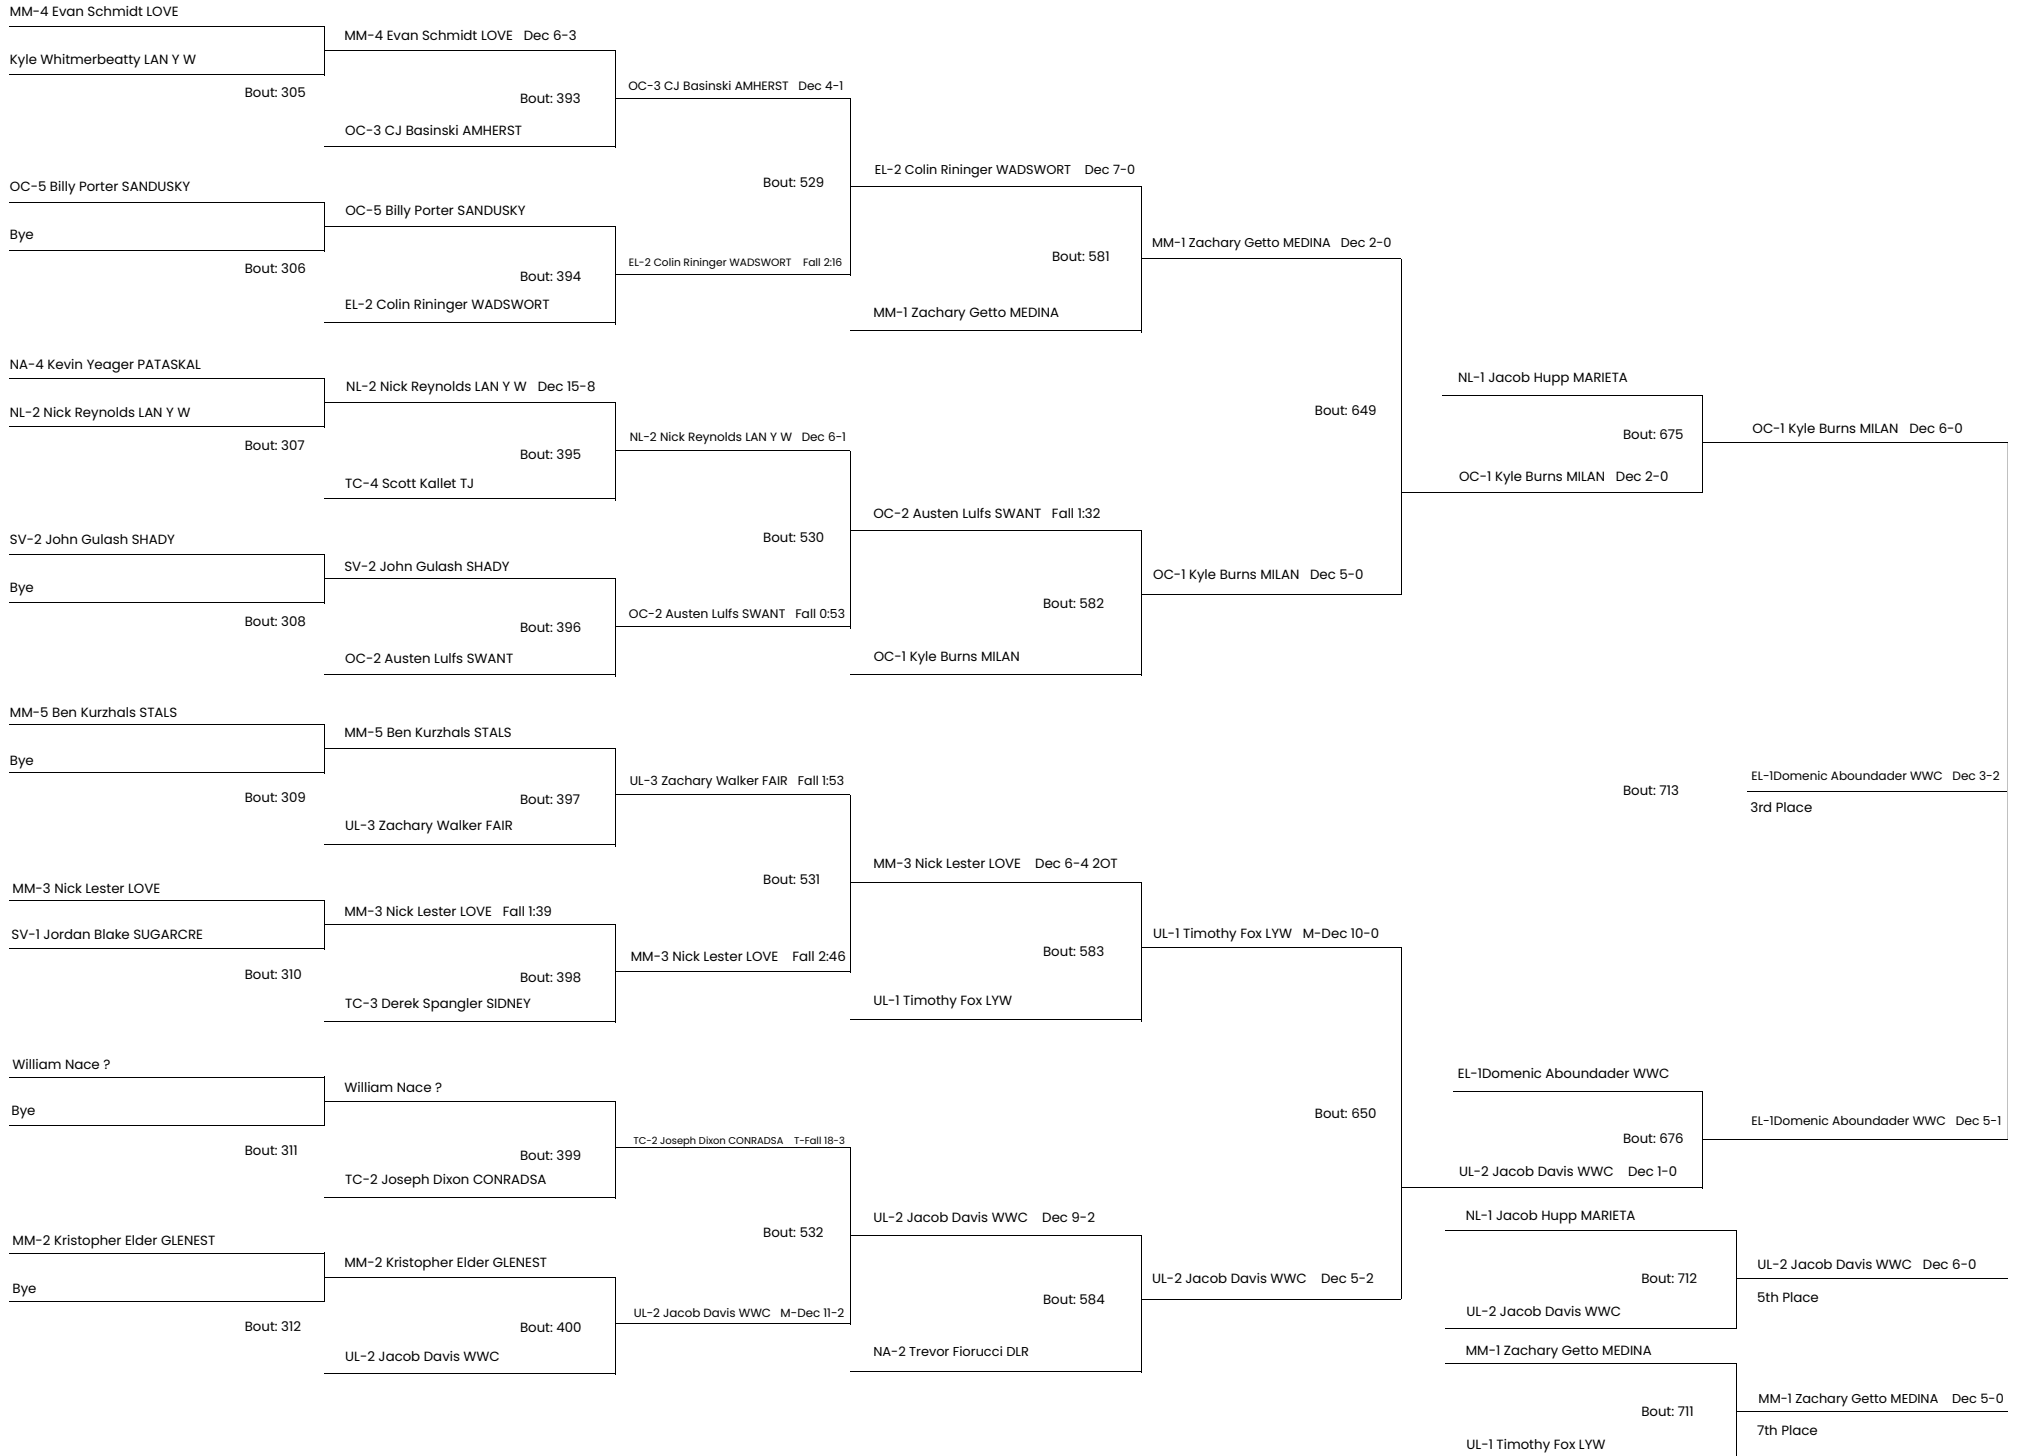 MM-4 Evan Schmidt LOVE
Kyle Whitmerbeatty LAN Y W
Bout: 305
OC-5 Billy Porter SANDUSKY
Bye
Bout: 306
NA-4 Kevin Yeager PATASKAL
NL-2 Nick Reynolds LAN Y W
Bout: 307
SV-2 John Gulash SHADY
Bye
Bout: 308
MM-5 Ben Kurzhals STALS
Bye
Bout: 309
MM-3 Nick Lester LOVE
SV-1 Jordan Blake SUGARCRE
Bout: 310
William Nace ?
Bye
Bout: 311
MM-2 Kristopher Elder GLENEST
Bye
Bout: 312
MM-4 Evan Schmidt LOVE Dec 6-3
Bout: 393
OC-3 CJ Basinski AMHERST
OC-5 Billy Porter SANDUSKY
Bout: 394
EL-2 Colin Rininger WADSWORT
NL-2 Nick Reynolds LAN Y W Dec 15-8
Bout: 395
TC-4 Scott Kallet TJ
SV-2 John Gulash SHADY
Bout: 396
OC-2 Austen Lulfs SWANT
MM-5 Ben Kurzhals STALS
Bout: 397
UL-3 Zachary Walker FAIR
MM-3 Nick Lester LOVE Fall 1:39
Bout: 398
TC-3 Derek Spangler SIDNEY
William Nace ?
Bout: 399
TC-2 Joseph Dixon CONRADSA
MM-2 Kristopher Elder GLENEST
Bout: 400
UL-2 Jacob Davis WWC
OC-3 CJ Basinski AMHERST Dec 4-1
Bout: 529
EL-2 Colin Rininger WADSWORT Fall 2:16
NL-2 Nick Reynolds LAN Y W Dec 6-1
Bout: 530
OC-2 Austen Lulfs SWANT Fall 0:53
UL-3 Zachary Walker FAIR Fall 1:53
Bout: 531
MM-3 Nick Lester LOVE Fall 2:46
TC-2 Joseph Dixon CONRADSA T-Fall 18-3
Bout: 532
UL-2 Jacob Davis WWC M-Dec 11-2
EL-2 Colin Rininger WADSWORT Dec 7-0
Bout: 581
MM-1 Zachary Getto MEDINA
OC-2 Austen Lulfs SWANT Fall 1:32
Bout: 582
OC-1 Kyle Burns MILAN
MM-3 Nick Lester LOVE Dec 6-4 2OT
Bout: 583
UL-1 Timothy Fox LYW
UL-2 Jacob Davis WWC Dec 9-2
Bout: 584
NA-2 Trevor Fiorucci DLR
MM-1 Zachary Getto MEDINA Dec 2-0
Bout: 649
OC-1 Kyle Burns MILAN Dec 5-0
UL-1 Timothy Fox LYW M-Dec 10-0
Bout: 650
UL-2 Jacob Davis WWC Dec 5-2
NL-1 Jacob Hupp MARIETA
Bout: 675
OC-1 Kyle Burns MILAN Dec 2-0
EL-1Domenic Aboundader WWC
Bout: 676
UL-2 Jacob Davis WWC Dec 1-0
OC-1 Kyle Burns MILAN Dec 6-0
Bout: 713
EL-1Domenic Aboundader WWC Dec 3-2
3rd Place
EL-1Domenic Aboundader WWC Dec 5-1
NL-1 Jacob Hupp MARIETA
Bout: 712
UL-2 Jacob Davis WWC
UL-2 Jacob Davis WWC Dec 6-0
5th Place
MM-1 Zachary Getto MEDINA
Bout: 711
UL-1 Timothy Fox LYW
MM-1 Zachary Getto MEDINA Dec 5-0
7th Place